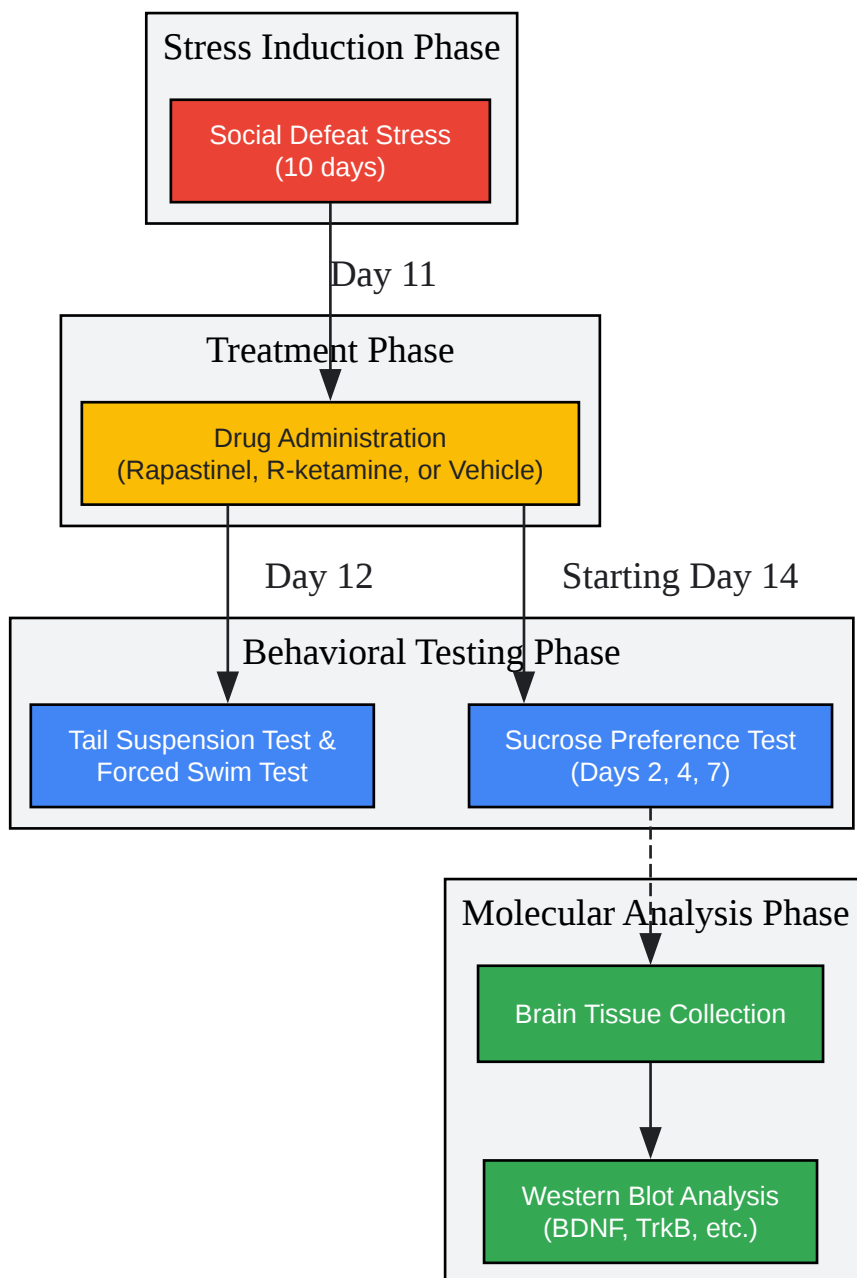 Stress Induction Phase
Social Defeat Stress
(10 days)
Day 11
Treatment Phase
Drug Administration
(Rapastinel, R-ketamine, or Vehicle)
Day 12
Starting Day 14
Behavioral Testing Phase
Tail Suspension Test &
Forced Swim Test
Sucrose Preference Test
(Days 2, 4, 7)
Molecular Analysis Phase
Brain Tissue Collection
Western Blot Analysis
(BDNF, TrkB, etc.)